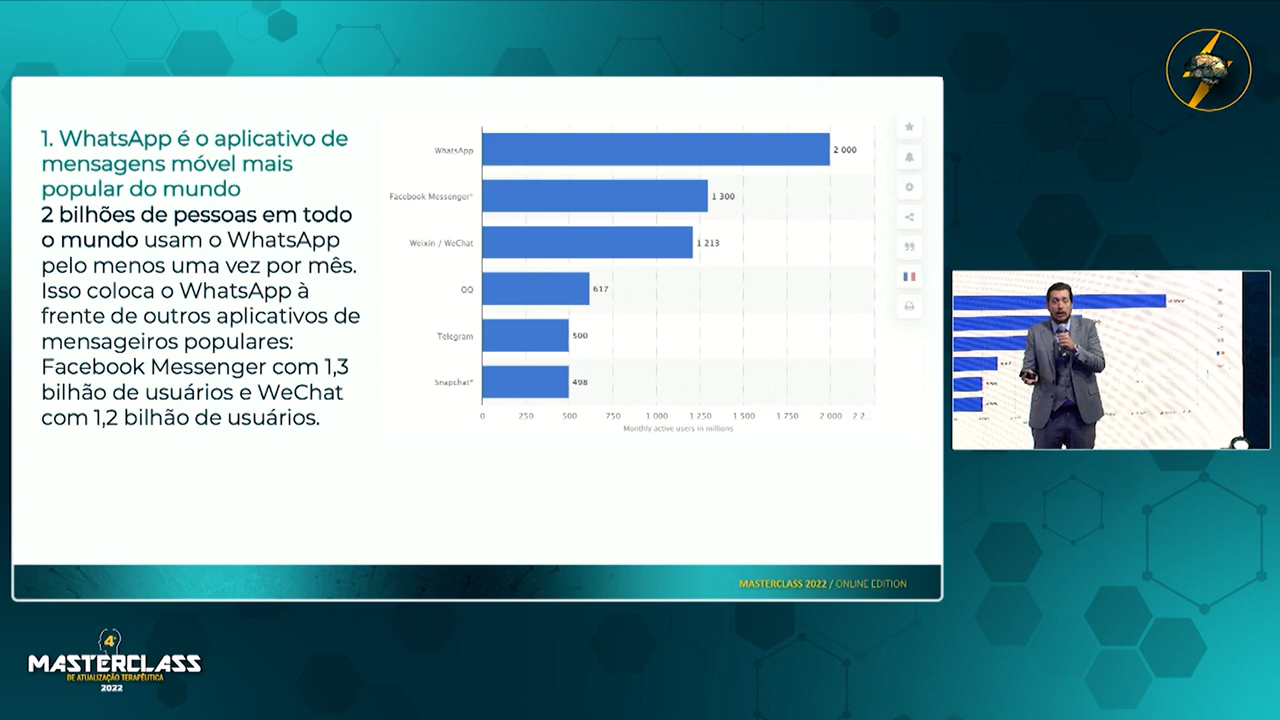 1. WhatsApp é o aplicativo de
mensagens móvel mais
popular do mundo
2 bilhões de pessoas em todo
o mundo usam o WhatsApp
pelo menos uma vez por mês.
Isso coloca o WhatsApp à
frente de outros aplicativos de
mensageiros populares:
Facebook Messenger com 1,3
bilhão de usuários e WeChat
com 1,2 bilhão de usuários.
WhatsApp 2 000
Facebook Messenger* 1 300
Weixin / WeChat 1 213
QQ 617
Telegram 500
Snapchat* 498
0 250 500 750 1 000 1 250 1 500 1 750 2 000 2 2...
Monthly active users in millions
MASTERCLASS 2022 / ONLINE EDITION
4ª
MASTERCLASS
DE ATUALIZAÇÃO TERAPÊUTICA
2022